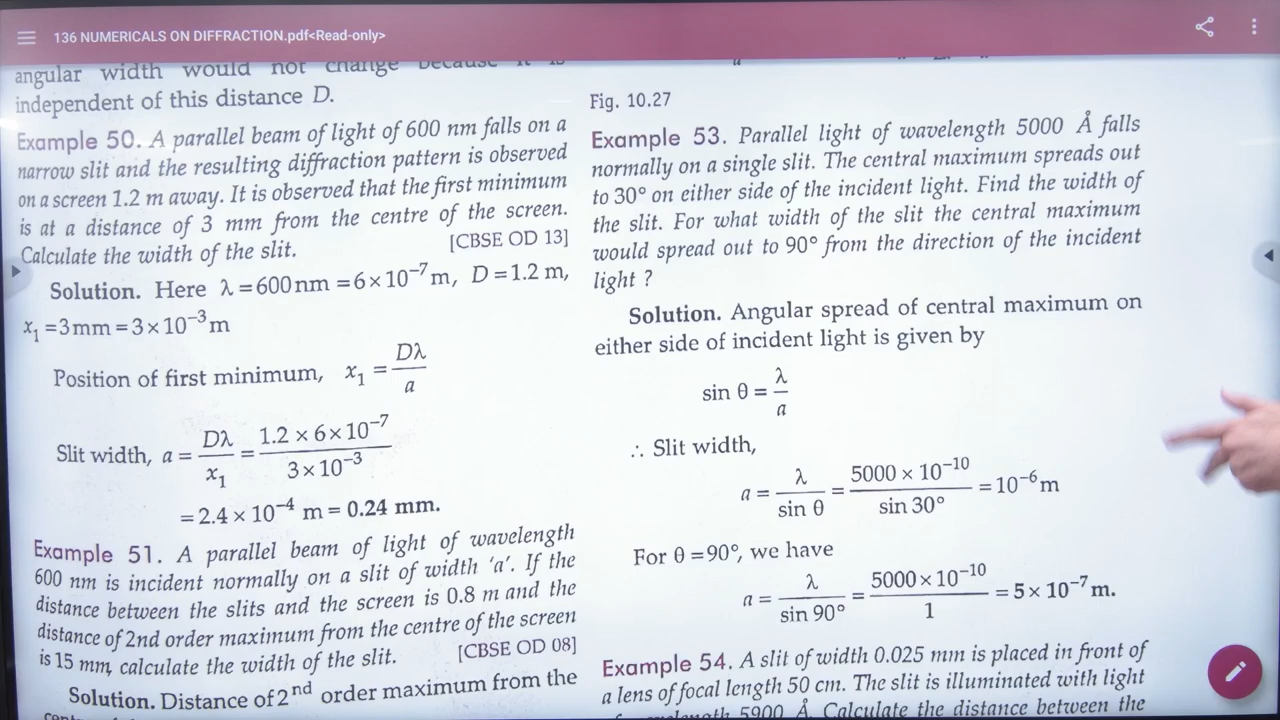 136 NUMERICALS ON DIFFRACTION.pdf<Read-only>
angular width would not change because it is
independent of this distance D.
Example 50. A parallel beam of light of 600 nm falls on a
narrow slit and the resulting diffraction pattern is observed
on a screen 1.2 m away. It is observed that the first minimum
is at a distance of 3 mm from the centre of the screen.
Calculate the width of the slit. [CBSE OD 13]
Solution. Here λ = 600 nm = 6 × 10⁻⁷ m, D = 1.2 m,
x₁ = 3 mm = 3 × 10⁻³ m
Position of first minimum, x₁ = Dλ / a
Slit width, a = Dλ / x₁ = 1.2 × 6 × 10⁻⁷ / 3 × 10⁻³
= 2.4 × 10⁻⁴ m = 0.24 mm.
Example 51. A parallel beam of light of wavelength
600 nm is incident normally on a slit of width 'a'. If the
distance between the slits and the screen is 0.8 m and the
distance of 2nd order maximum from the centre of the screen
is 15 mm, calculate the width of the slit. [CBSE OD 08]
Solution. Distance of 2ⁿᵈ order maximum from the
Fig. 10.27
Example 53. Parallel light of wavelength 5000 Å falls
normally on a single slit. The central maximum spreads out
to 30° on either side of the incident light. Find the width of
the slit. For what width of the slit the central maximum
would spread out to 90° from the direction of the incident
light ?
Solution. Angular spread of central maximum on
either side of incident light is given by
sin θ = λ / a
∴ Slit width,
a = λ / sin θ = 5000 × 10⁻¹⁰ / sin 30° = 10⁻⁶ m
For θ = 90°, we have
a = λ / sin 90° = 5000 × 10⁻¹⁰ / 1 = 5 × 10⁻⁷ m.
Example 54. A slit of width 0.025 mm is placed in front of
a lens of focal length 50 cm. The slit is illuminated with light
5900 Å. Calculate the distance between the